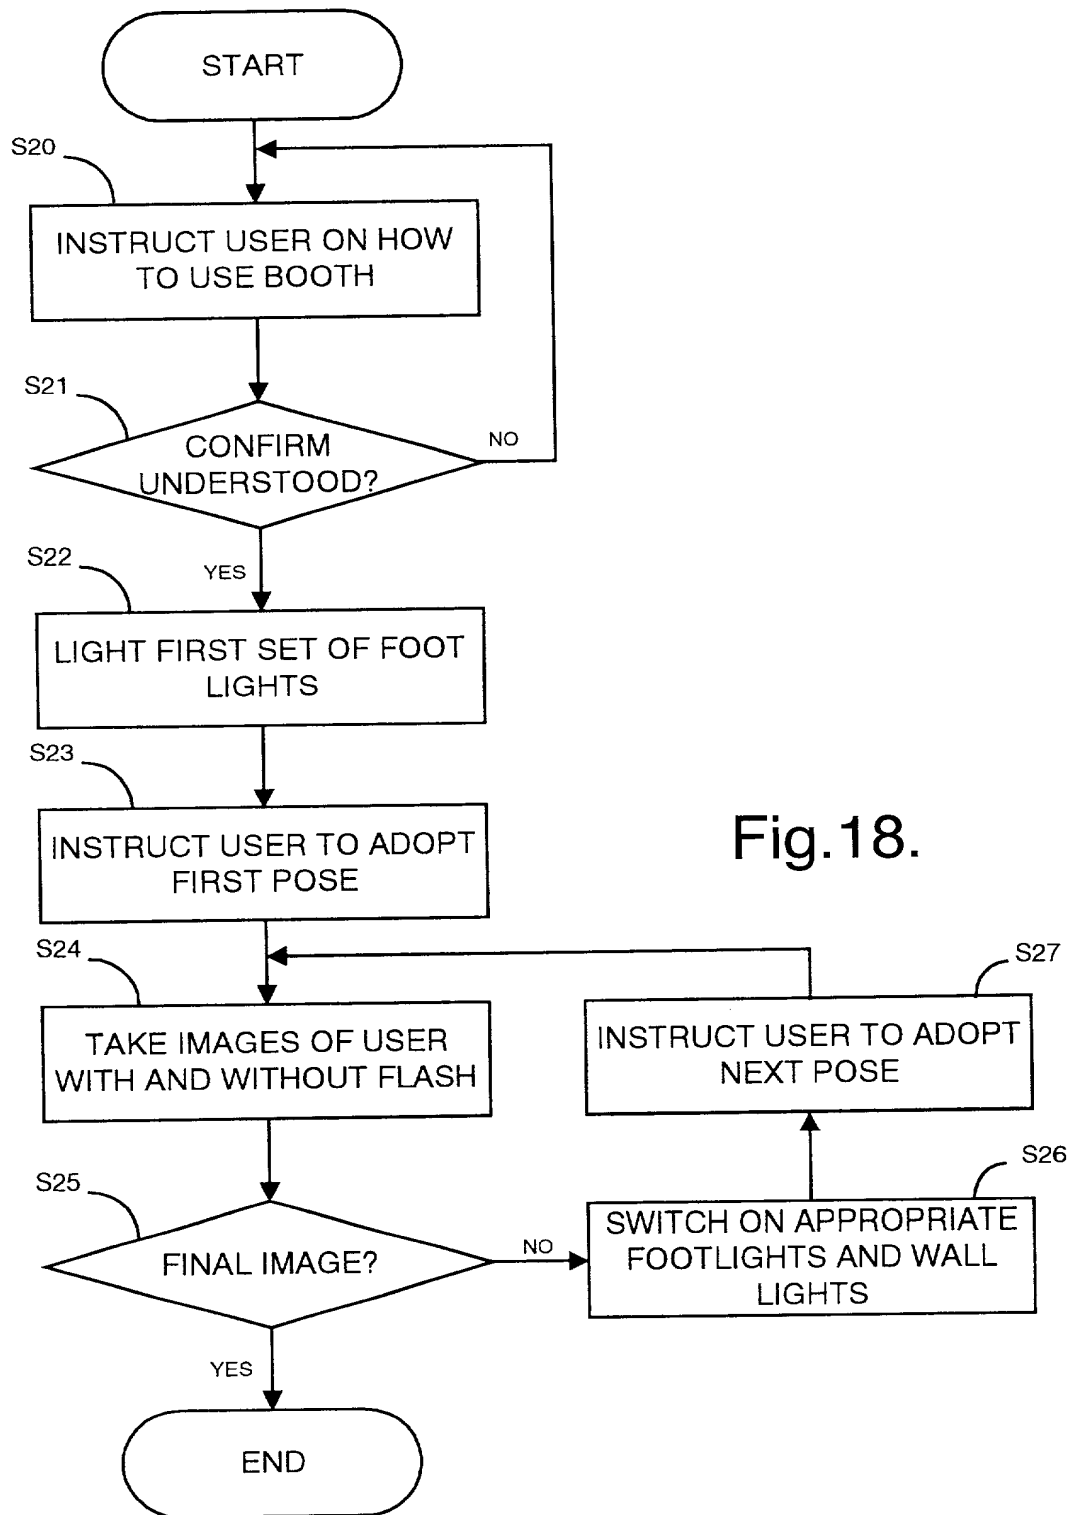 START
S20
INSTRUCT USER ON HOW
TO USE BOOTH
S21
CONFIRM
UNDERSTOOD?
NO
YES
S22
LIGHT FIRST SET OF FOOT
LIGHTS
S23
INSTRUCT USER TO ADOPT
FIRST POSE
Fig.18.
S24
TAKE IMAGES OF USER
WITH AND WITHOUT FLASH
S27
INSTRUCT USER TO ADOPT
NEXT POSE
S25
FINAL IMAGE?
NO
S26
SWITCH ON APPROPRIATE
FOOTLIGHTS AND WALL
LIGHTS
YES
END